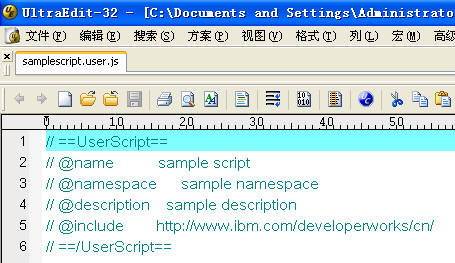 UltraEdit-32 - [C:\Documents and Settings\Administrato
文件(F) 编辑(E) 搜索(S) 方案(P) 视图(V) 格式(T) 列(L) 宏(M) 高级
samplescript.user.js
0 10 20 30 40 50
1 // ==UserScript==
2 // @name sample script
3 // @namespace sample namespace
4 // @description sample description
5 // @include http://www.ibm.com/developerworks/cn/
6 // ==/UserScript==